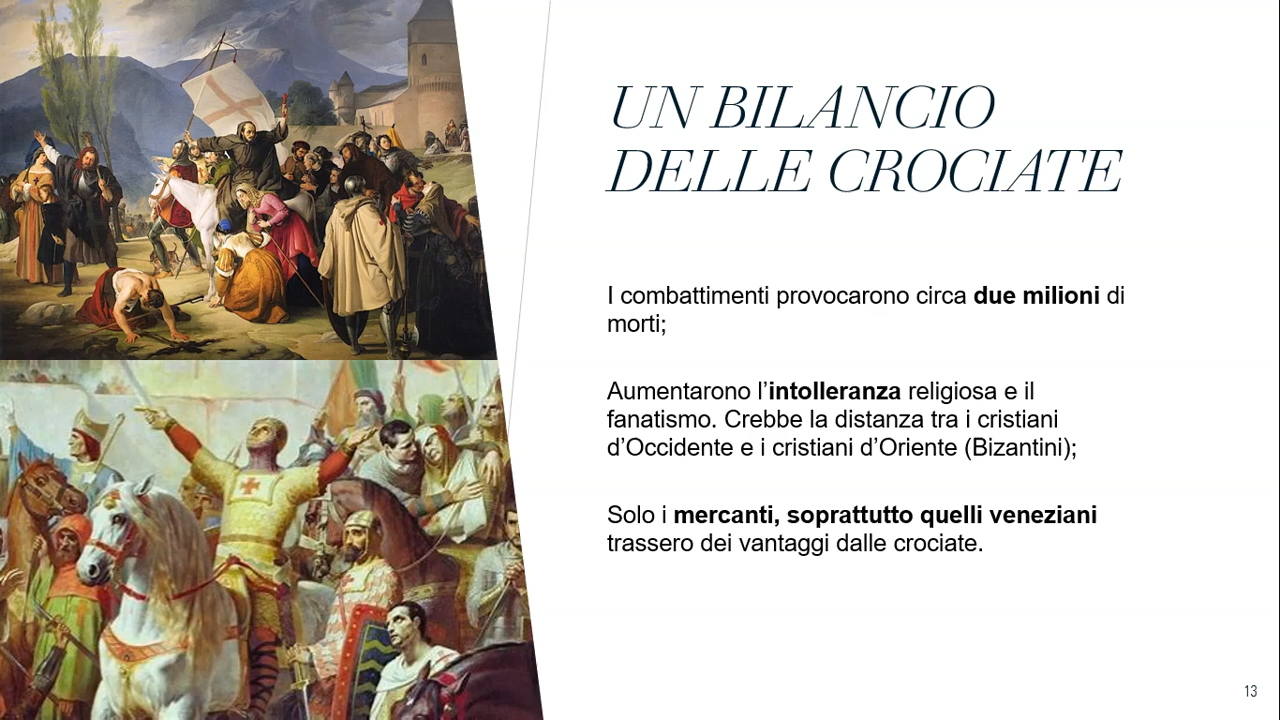 UN BILANCIO
DELLE CROCIATE
I combattimenti provocarono circa due milioni di
morti;
Aumentarono l’intolleranza religiosa e il
fanatismo. Crebbe la distanza tra i cristiani
d’Occidente e i cristiani d’Oriente (Bizantini);
Solo i mercanti, soprattutto quelli veneziani
trassero dei vantaggi dalle crociate.
13